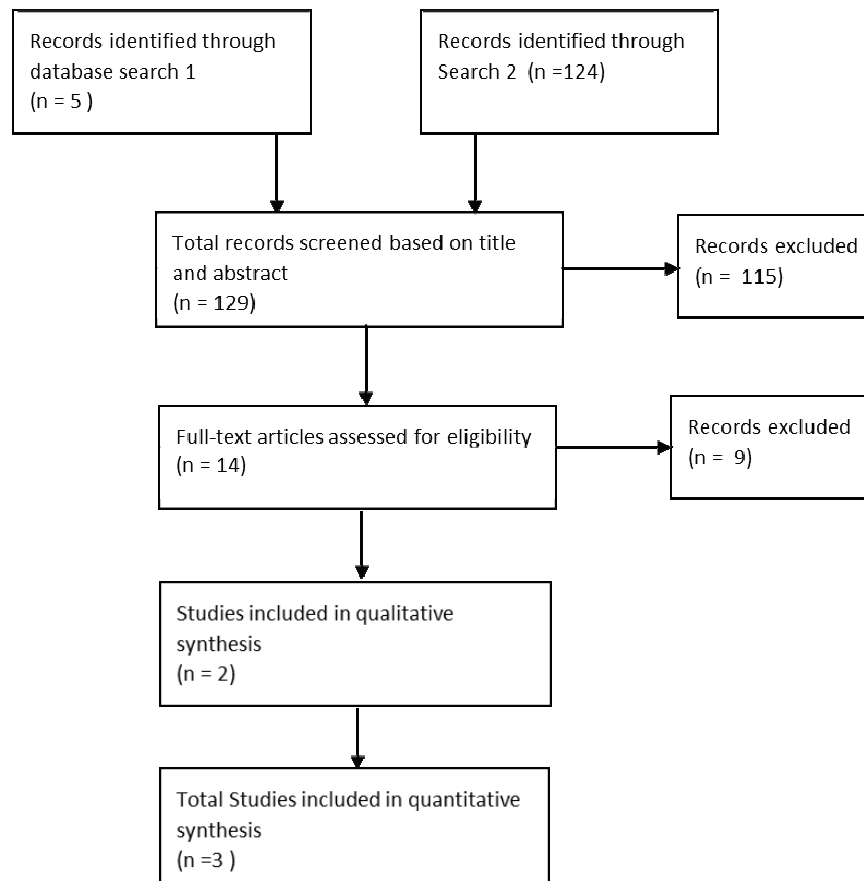 Records identified through
database search 1
(n = 5 )
Records identified through
Search 2  (n =124)
Total records screened based on title
and abstract
(n = 129)
Records excluded
(n =  115)
Full-text articles assessed for eligibility
(n = 14)
Records excluded
(n =  9)
Studies included in qualitative
synthesis
(n = 2)
Total Studies included in quantitative
synthesis
(n =3 )